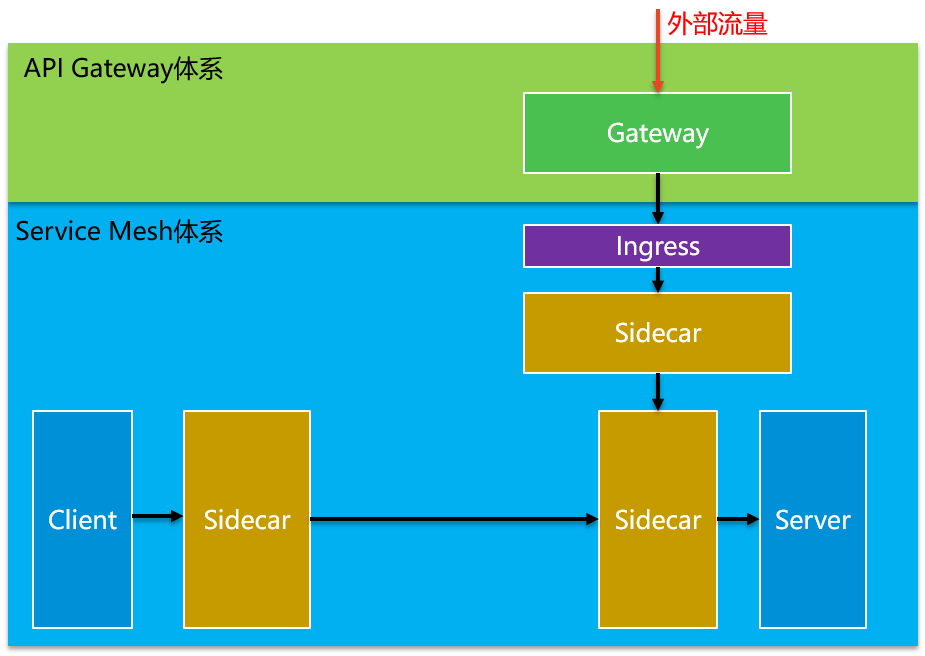 外部流量
API Gateway体系
Gateway
Service Mesh体系
Ingress
Sidecar
Client
Sidecar
Sidecar
Server